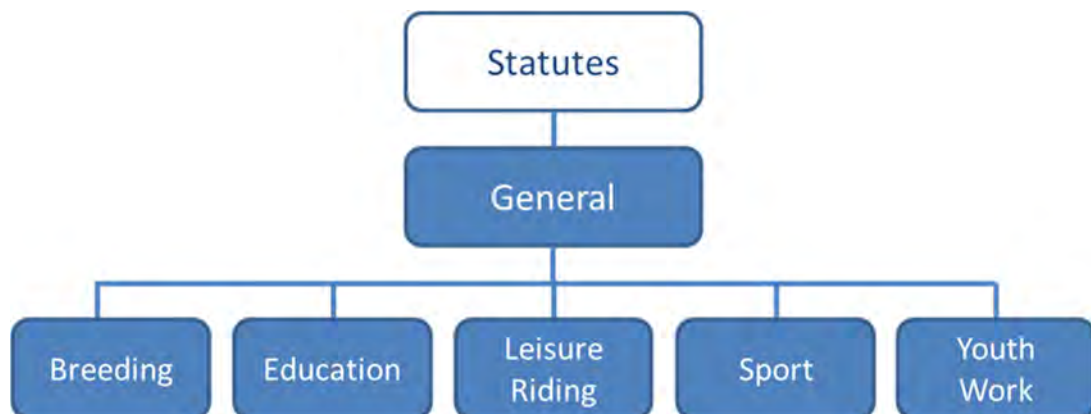 Statutes
General
Breeding
Education
Leisure
Riding
Sport
Youth
Work